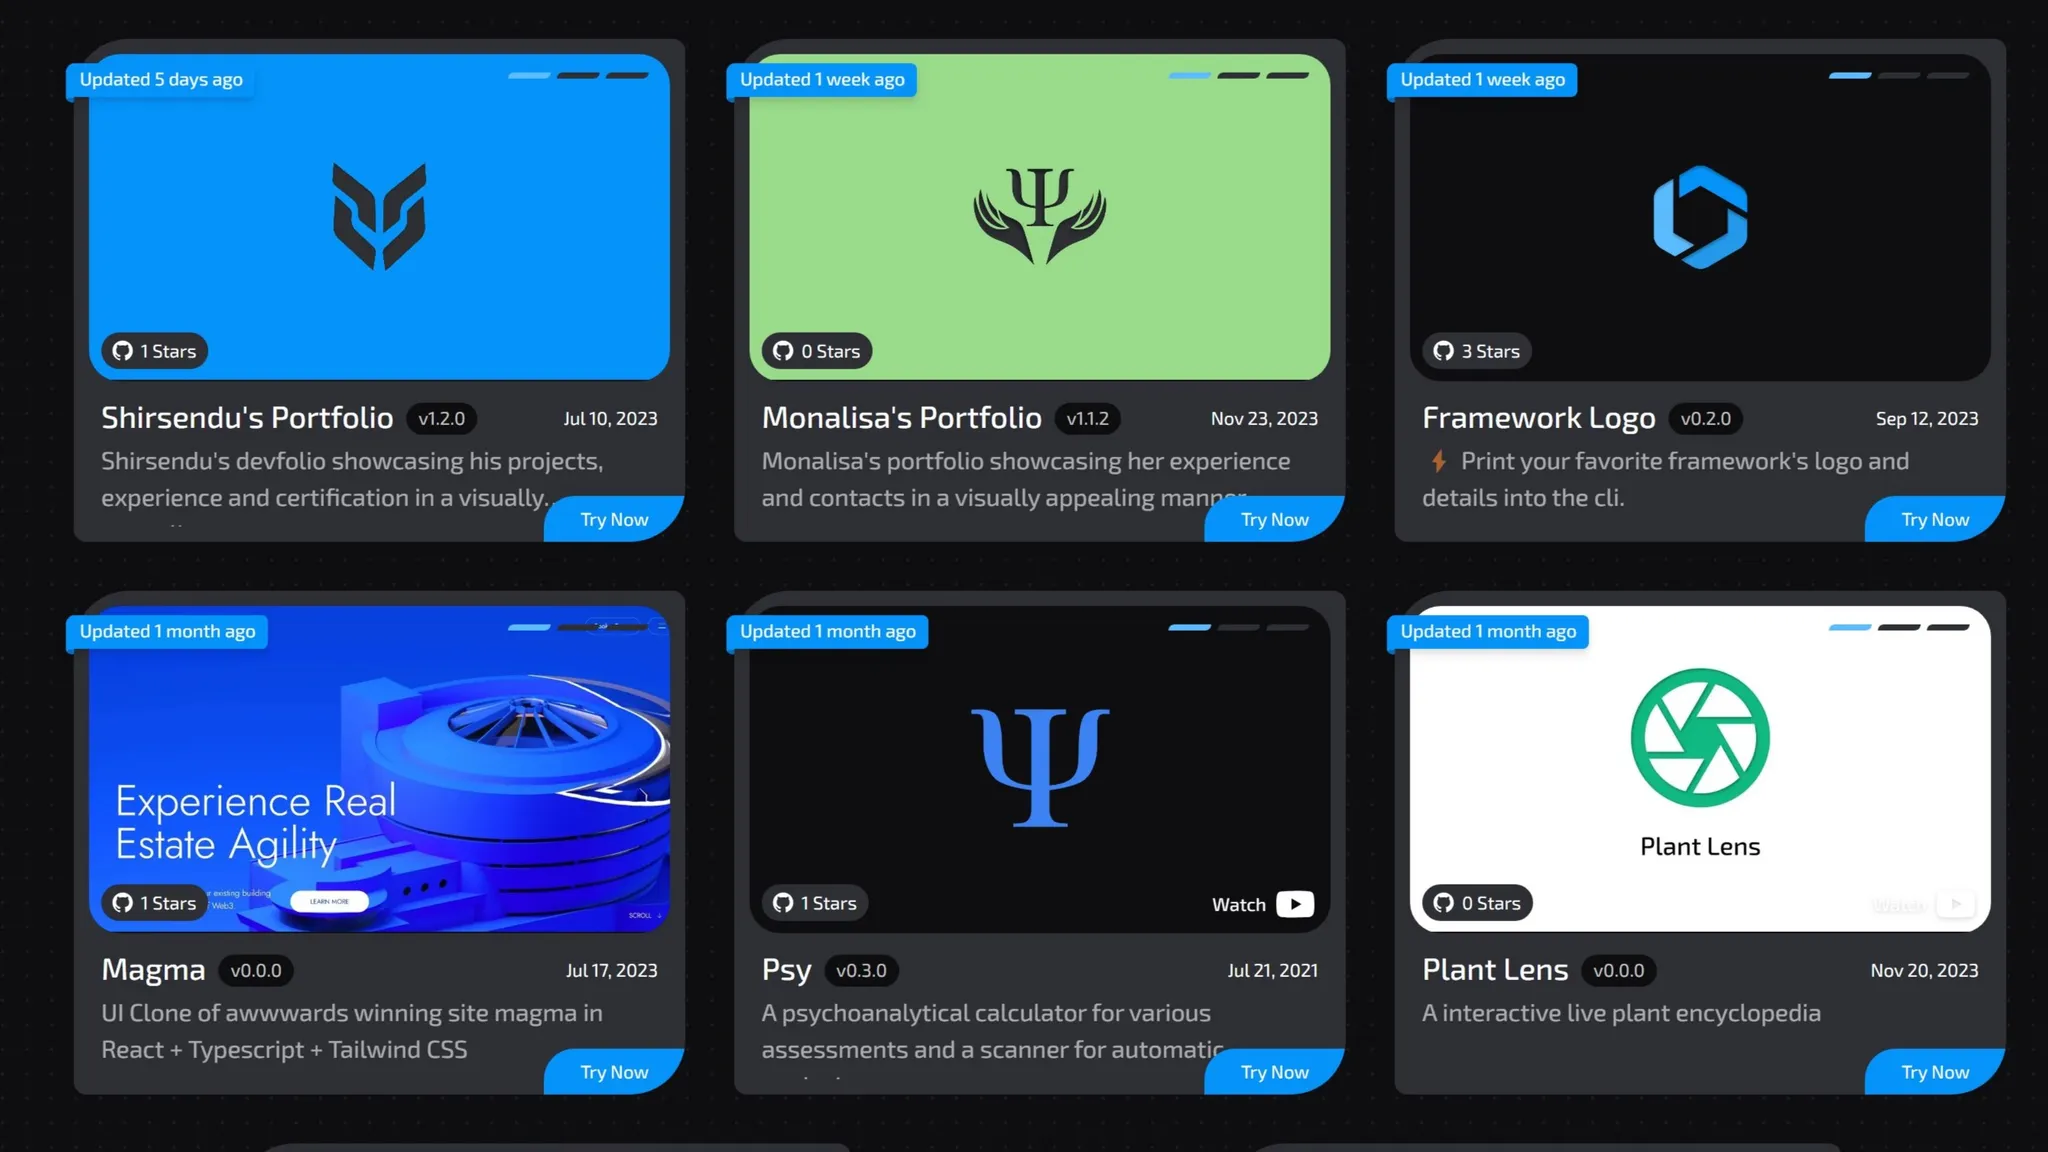 Updated 5 days ago
1 Stars
Shirsendu's Portfolio v1.2.0 Jul 10, 2023
Shirsendu's devfolio showcasing his projects,
experience and certification in a visually..
Try Now
Updated 1 week ago
Ψ
0 Stars
Monalisa's Portfolio v1.1.2 Nov 23, 2023
Monalisa's portfolio showcasing her experience
and contacts in a visually appealing manner
Try Now
Updated 1 week ago
3 Stars
Framework Logo v0.2.0 Sep 12, 2023
Print your favorite framework's logo and
details into the cli.
Try Now
Updated 1 month ago
Experience Real
Estate Agility
existing building
Web3
LEARN MORE
SCROLL
1 Stars
Magma v0.0.0 Jul 17, 2023
UI Clone of awwwards winning site magma in
React + Typescript + Tailwind CSS
Try Now
Updated 1 month ago
Ψ
1 Stars
Watch
Psy v0.3.0 Jul 21, 2021
A psychoanalytical calculator for various
assessments and a scanner for automatic
Try Now
Updated 1 month ago
Plant Lens
0 Stars
Watch
Plant Lens v0.0.0 Nov 20, 2023
A interactive live plant encyclopedia
Try Now